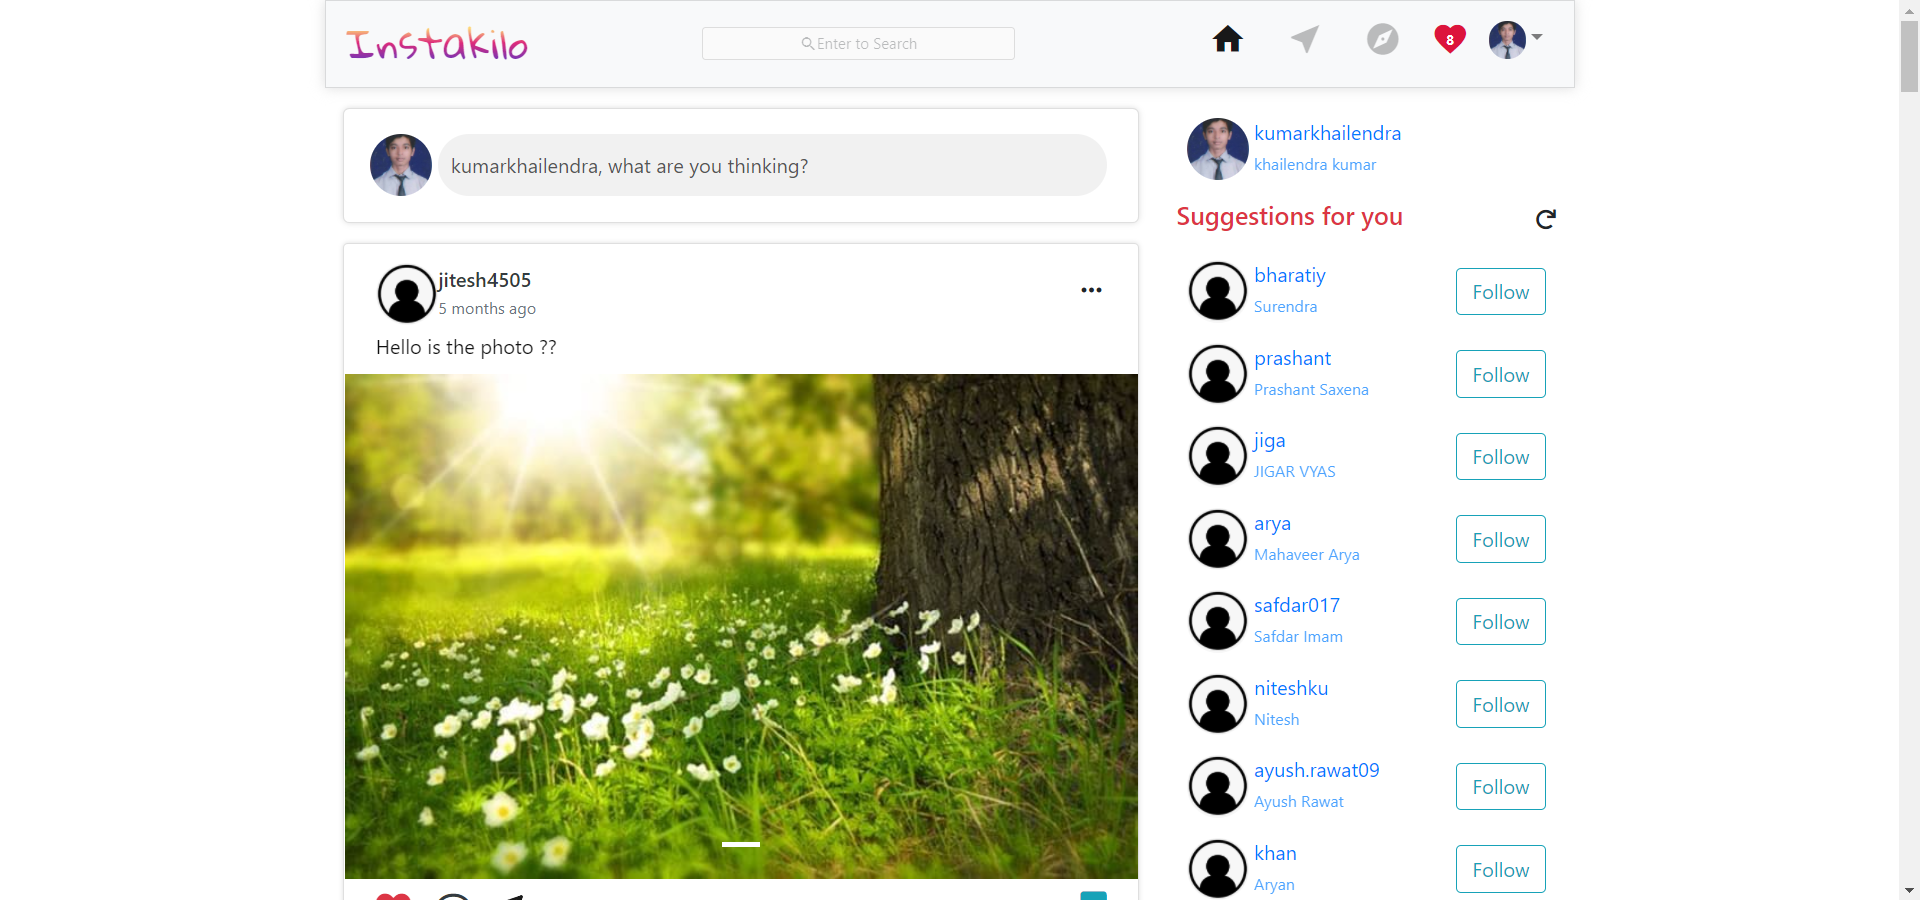 Instakilo
Enter to Search
8
kumarkhailendra, what are you thinking?
jitesh4505
5 months ago
Hello is the photo ??
kumarkhailendra
khailendra kumar
Suggestions for you
bharatiy
Surendra
Follow
prashant
Prashant Saxena
Follow
jiga
JIGAR VYAS
Follow
arya
Mahaveer Arya
Follow
safdar017
Safdar Imam
Follow
niteshku
Nitesh
Follow
ayush.rawat09
Ayush Rawat
Follow
khan
Aryan
Follow